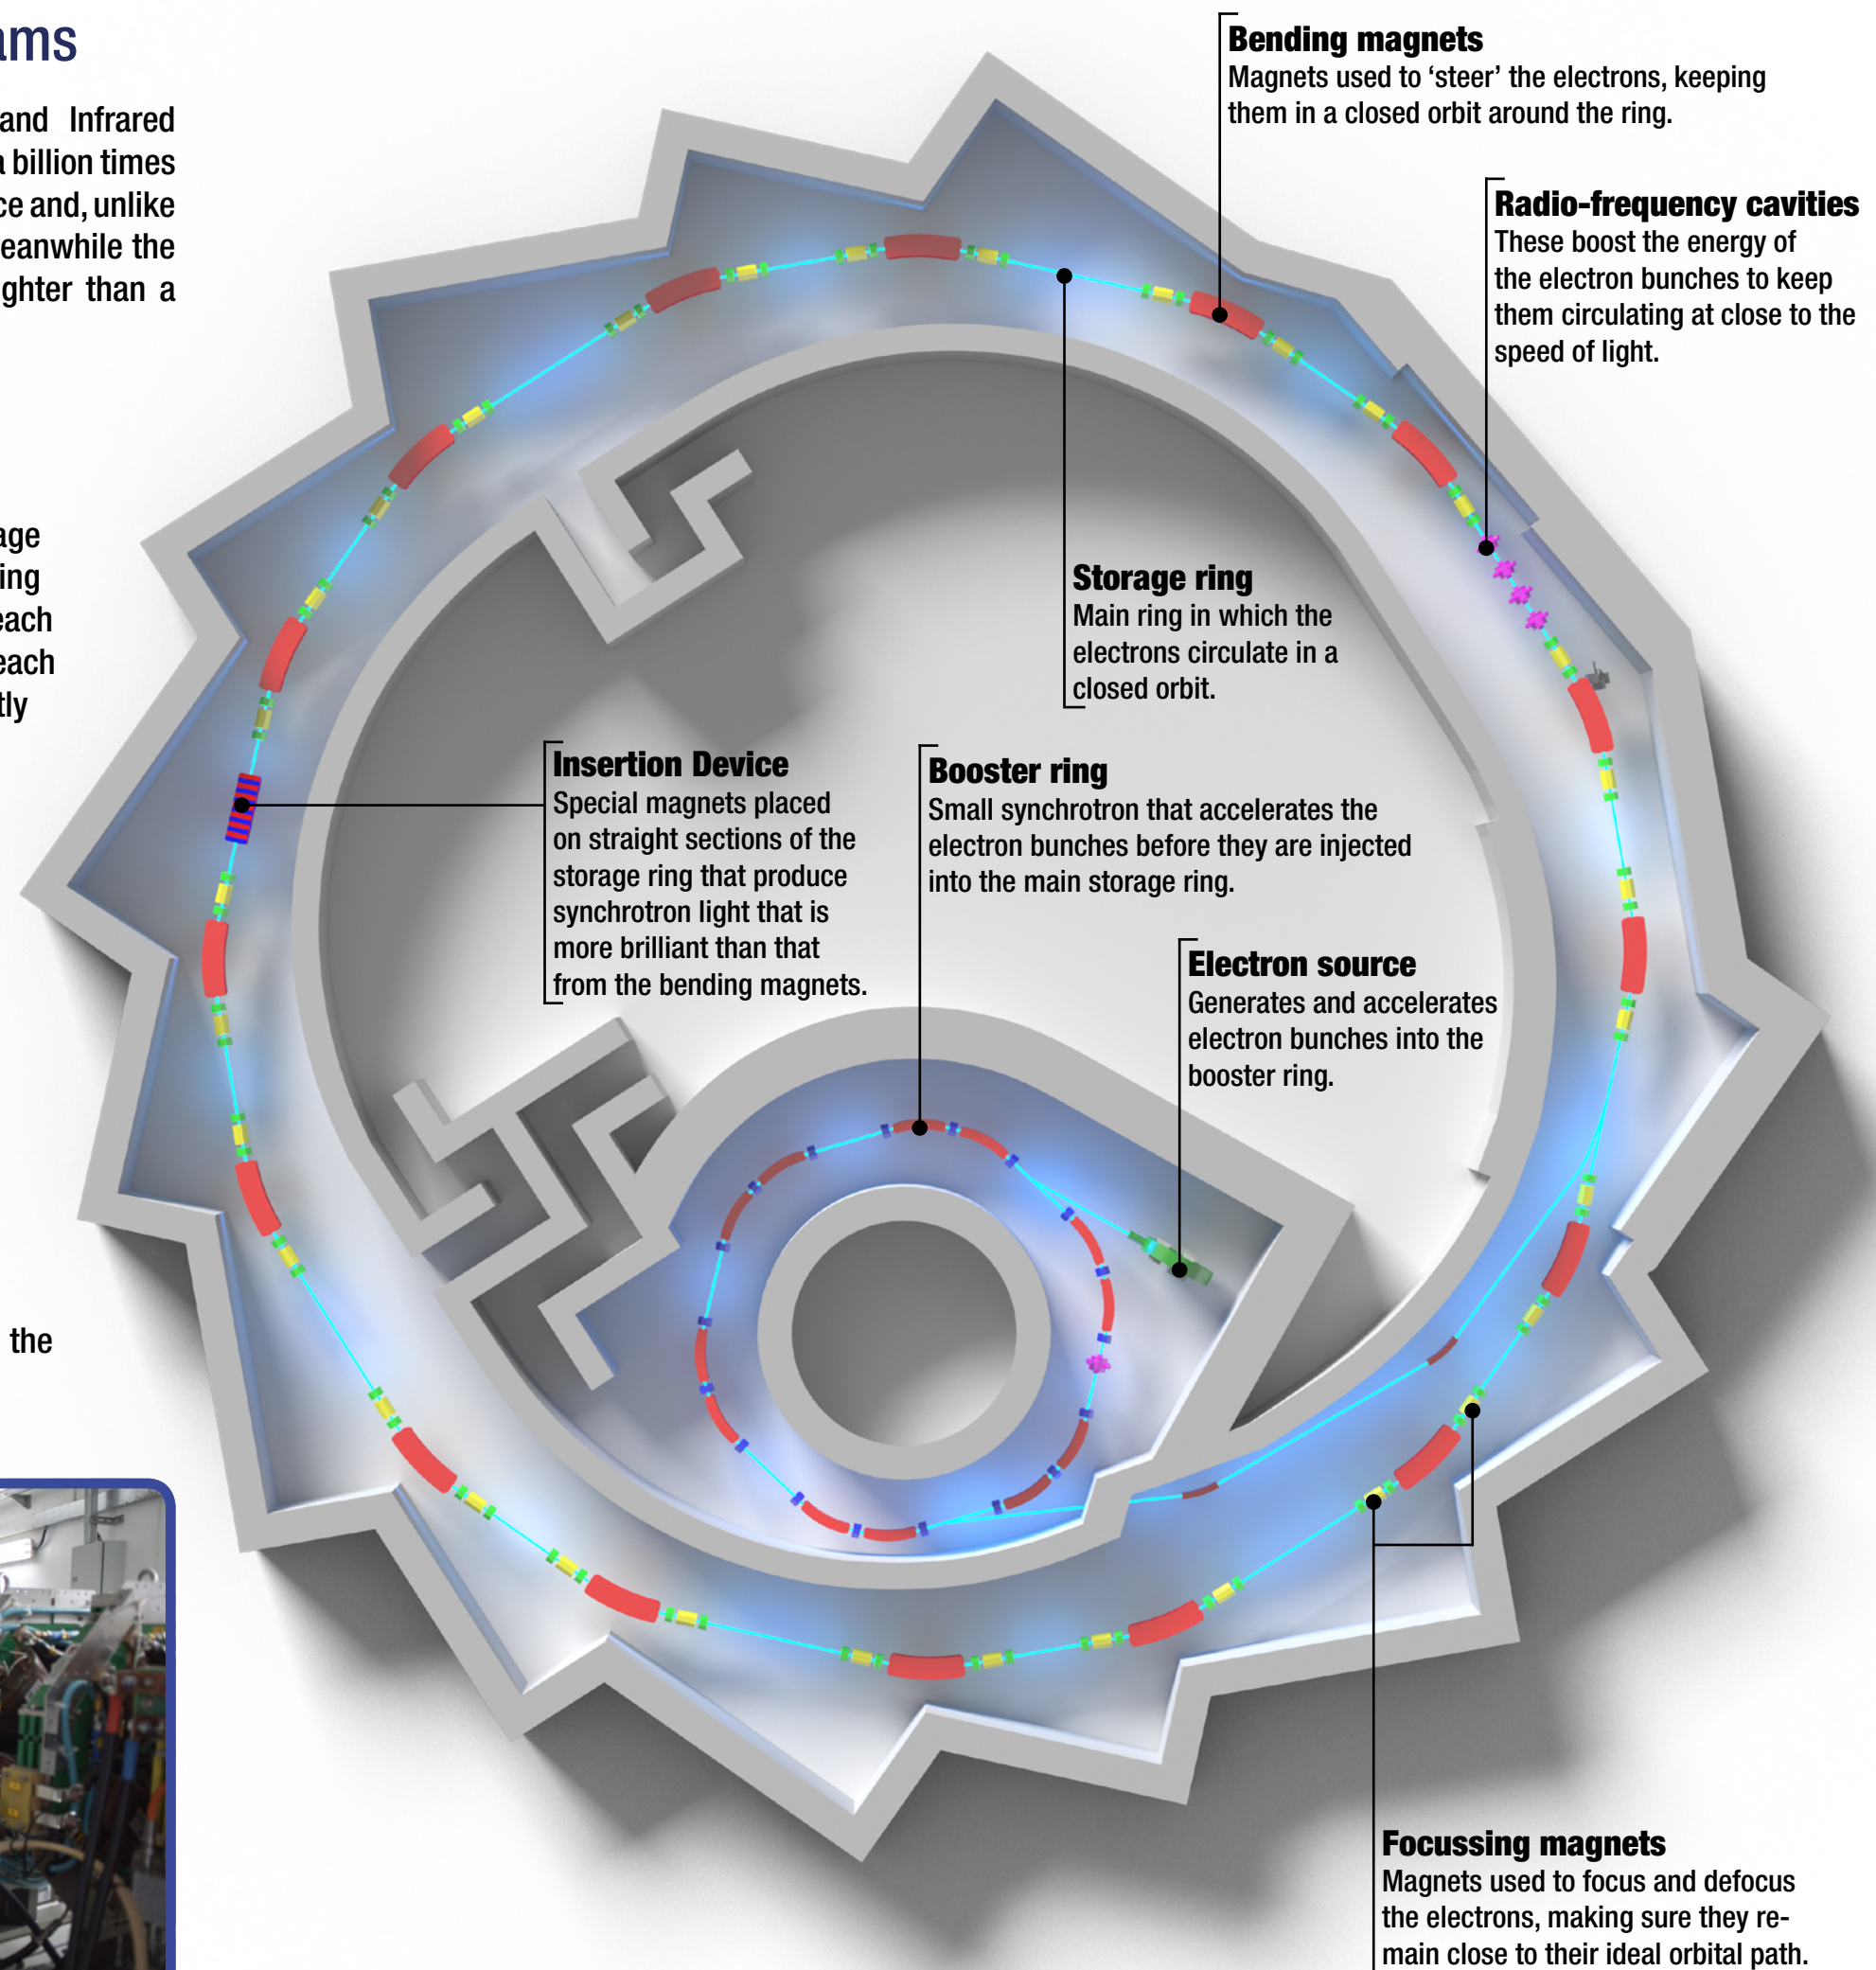 ams
and Infrared
a billion times
ce and, unlike
eanwhile the
ghter than a
age
ing
each
each
tly
the
Bending magnets
Magnets used to ‘steer’ the electrons, keeping
them in a closed orbit around the ring.
Radio-frequency cavities
These boost the energy of
the electron bunches to keep
them circulating at close to the
speed of light.
Storage ring
Main ring in which the
electrons circulate in a
closed orbit.
Insertion Device
Special magnets placed
on straight sections of the
storage ring that produce
synchrotron light that is
more brilliant than that
from the bending magnets.
Booster ring
Small synchrotron that accelerates the
electron bunches before they are injected
into the main storage ring.
Electron source
Generates and accelerates
electron bunches into the
booster ring.
Focussing magnets
Magnets used to focus and defocus
the electrons, making sure they re-
main close to their ideal orbital path.